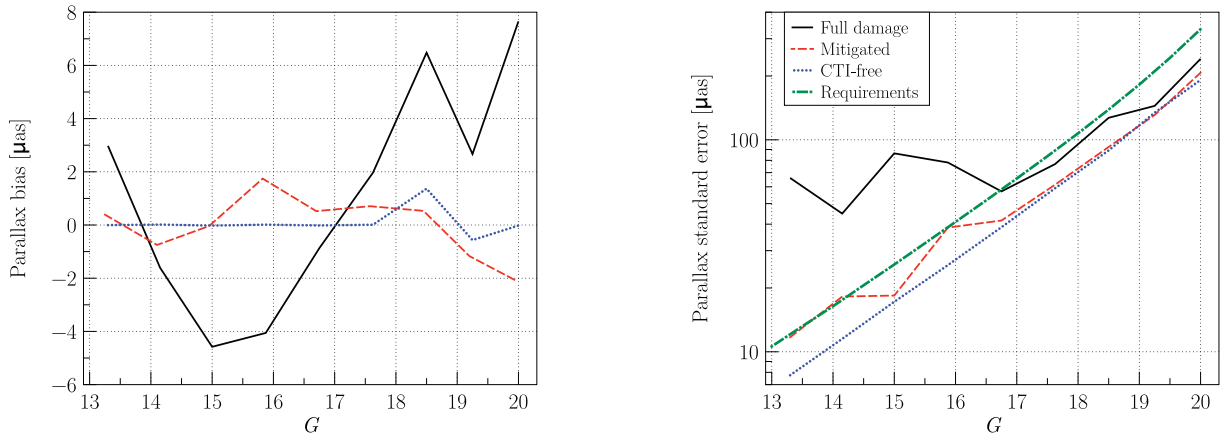 Parallax bias [µas]
8
6
4
2
0
−2
−4
−6
13 14 15 16 17 18 19 20
G
Parallax standard error [µas]
100
10
Full damage
Mitigated
CTI-free
Requirements
13 14 15 16 17 18 19 20
G